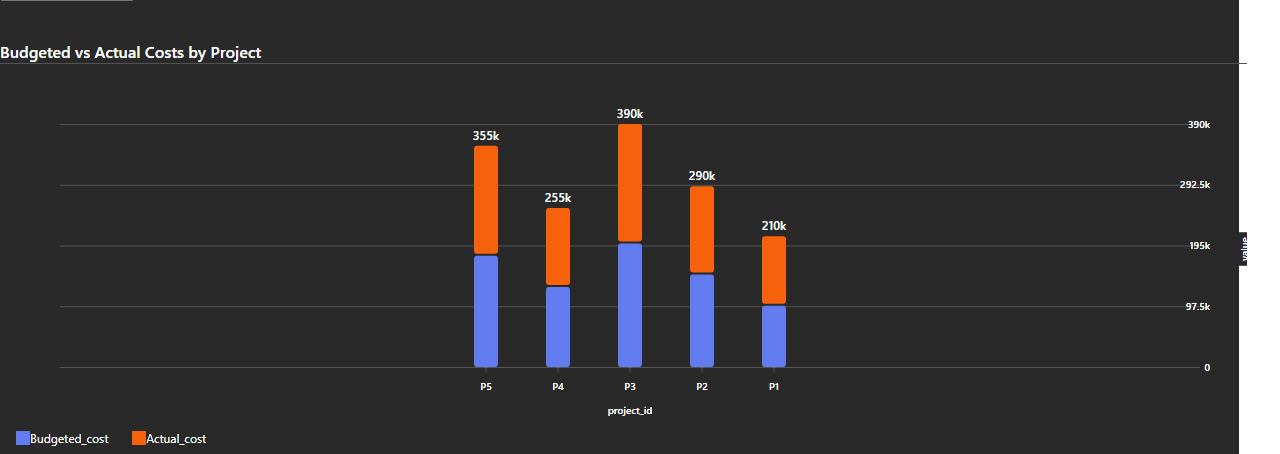 Budgeted vs Actual Costs by Project
390k
355k
290k
255k
210k
390k
292.5k
195k
97.5k
0
value
P5 P4 P3 P2 P1
project_id
Budgeted_cost Actual_cost